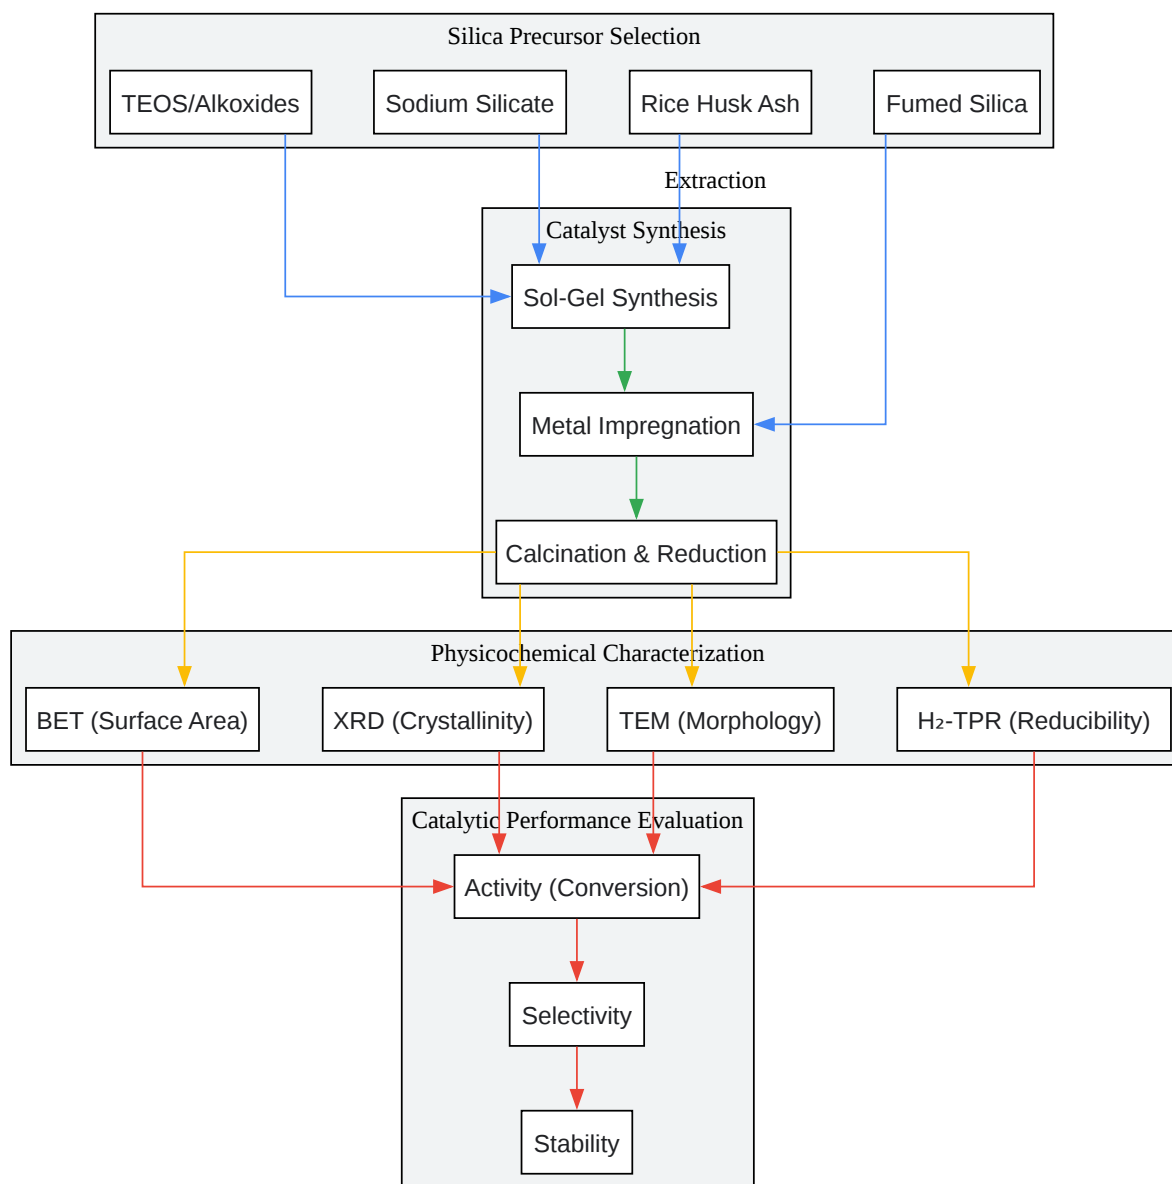 Silica Precursor Selection
TEOS/Alkoxides
Sodium Silicate
Rice Husk Ash
Fumed Silica
Extraction
Catalyst Synthesis
Sol-Gel Synthesis
Metal Impregnation
Calcination & Reduction
Physicochemical Characterization
BET (Surface Area)
XRD (Crystallinity)
TEM (Morphology)
H₂-TPR (Reducibility)
Catalytic Performance Evaluation
Activity (Conversion)
Selectivity
Stability